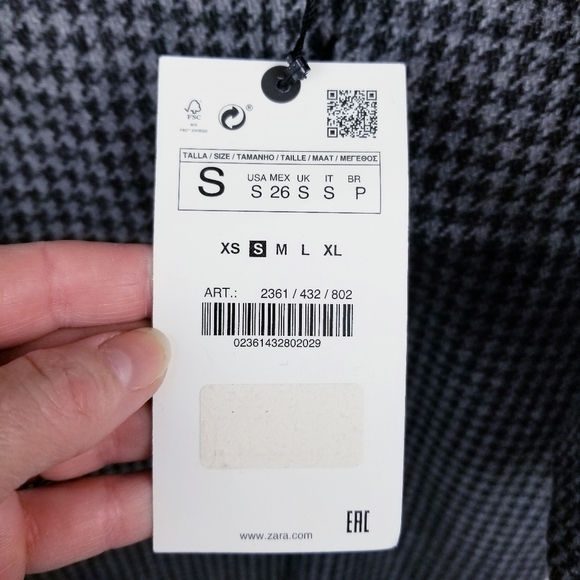 FSC
®
TALLA / SIZE / TAMANHO / TAILLE / MAAT / ΜΕΓΕΘΟΣ
S
USA MEX UK IT BR
S 26 S S P
XS S M L XL
ART.: 2361 / 432 / 802
02361432802029
www.zara.com
EAC